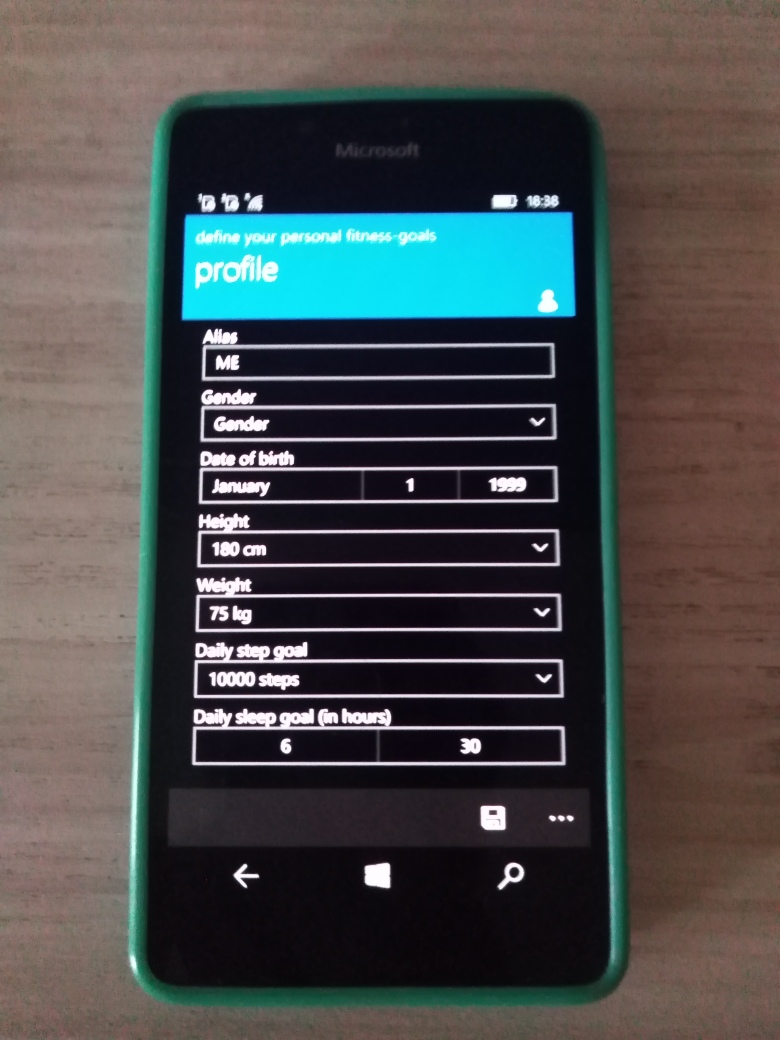 Microsoft
18:38
define your personal fitness-goals
profile
Alias
ME
Gender
Gender
Date of birth
January 1 1999
Height
180 cm
Weight
75 kg
Daily step goal
10000 steps
Daily sleep goal (in hours)
6 30